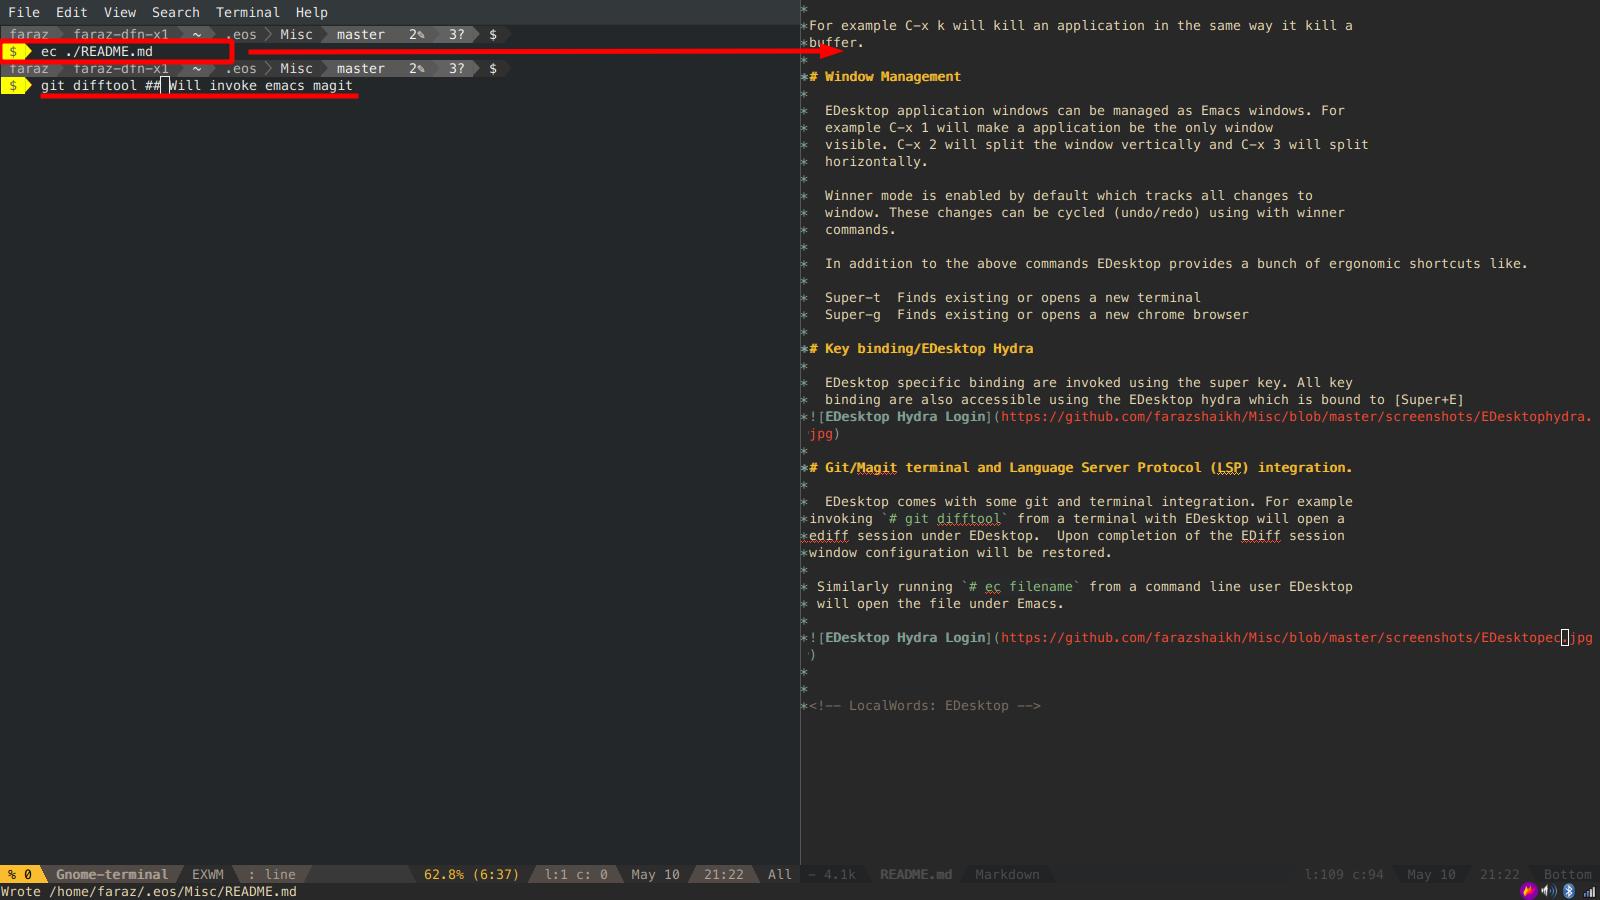 File Edit View Search Terminal Help
faraz faraz-dfn-x1 ~ .eos Misc master 2✎ 3? $
$ ec ./README.md
faraz faraz-dfn-x1 ~ .eos Misc master 2✎ 3? $
$ git difftool ## Will invoke emacs magit
*
*For example C-x k will kill an application in the same way it kill a
*buffer.
*
*# Window Management
*
*  EDesktop application windows can be managed as Emacs windows. For
*  example C-x 1 will make a application be the only window
*  visible. C-x 2 will split the window vertically and C-x 3 will split
*  horizontally.
*
*  Winner mode is enabled by default which tracks all changes to
*  window. These changes can be cycled (undo/redo) using with winner
*  commands.
*
*  In addition to the above commands EDesktop provides a bunch of ergonomic shortcuts like.
*
*  Super-t  Finds existing or opens a new terminal
*  Super-g  Finds existing or opens a new chrome browser
*
*# Key binding/EDesktop Hydra
*
*  EDesktop specific binding are invoked using the super key. All key
*  binding are also accessible using the EDesktop hydra which is bound to [Super+E]
*![EDesktop Hydra Login](https://github.com/farazshaikh/Misc/blob/master/screenshots/EDesktophydra.
jpg)
*
*# Git/Magit terminal and Language Server Protocol (LSP) integration.
*
*  EDesktop comes with some git and terminal integration. For example
*invoking `# git difftool` from a terminal with EDesktop will open a
*ediff session under EDesktop.  Upon completion of the EDiff session
*window configuration will be restored.
*
* Similarly running `# ec filename` from a command line user EDesktop
* will open the file under Emacs.
*
*![EDesktop Hydra Login](https://github.com/farazshaikh/Misc/blob/master/screenshots/EDesktopec.jpg
)
*
*
*<!-- LocalWords: EDesktop -->
% 0 Gnome-terminal EXWM : line 62.8% (6:37) l:1 c: 0 May 10 21:22 All
- 4.1k README.md Markdown l:109 c:94 May 10 21:22 Bottom
Wrote /home/faraz/.eos/Misc/README.md